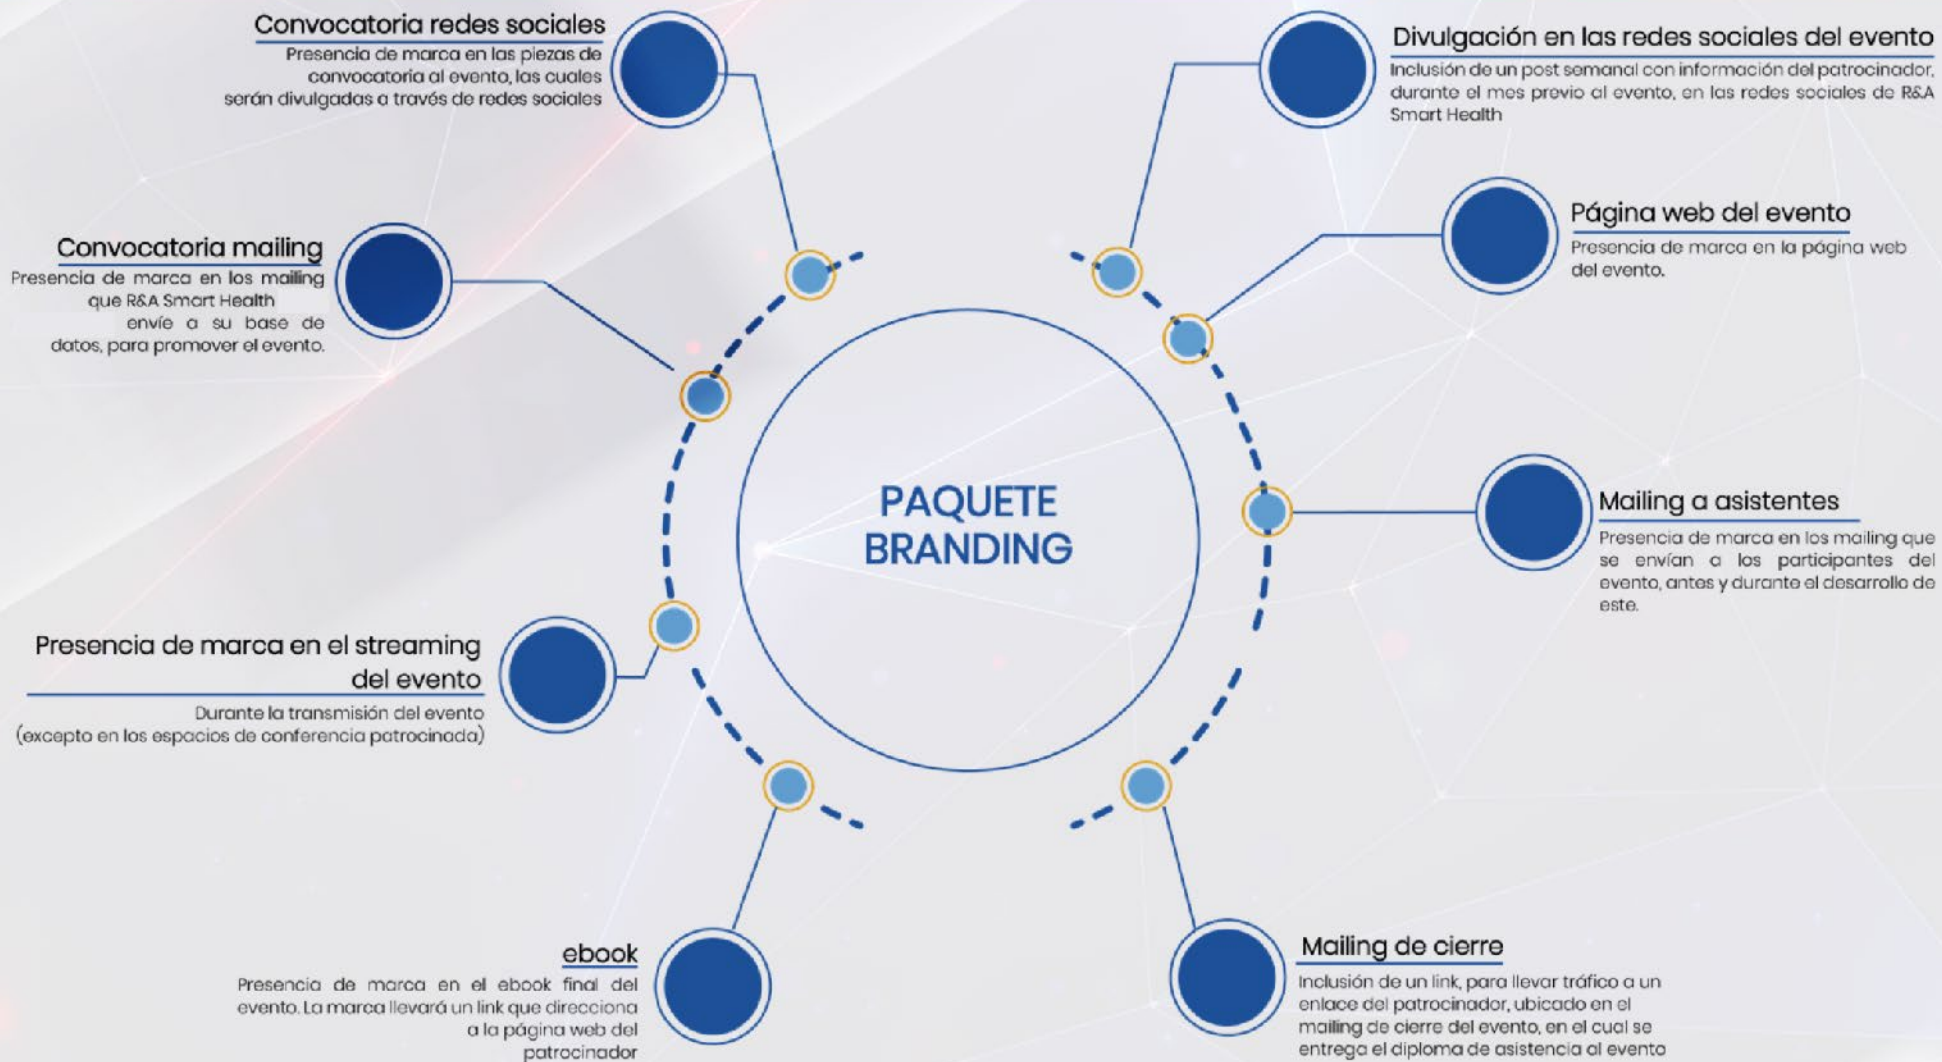 Convocatoria redes sociales
Presencia de marca en las piezas de
convocatoria al evento, las cuales
serán divulgadas a través de redes sociales
Convocatoria mailing
Presencia de marca en los mailing
que R&A Smart Health
envíe a su base de
datos, para promover el evento.
Presencia de marca en el streaming
del evento
Durante la transmisión del evento
(excepto en los espacios de conferencia patrocinada)
ebook
Presencia de marca en el ebook final del
evento. La marca llevará un link que direcciona
a la página web del
patrocinador
PAQUETE
BRANDING
Divulgación en las redes sociales del evento
Inclusión de un post semanal con información del patrocinador,
durante el mes previo al evento, en las redes sociales de R&A
Smart Health
Página web del evento
Presencia de marca en la página web
del evento.
Mailing a asistentes
Presencia de marca en los mailing que
se envían a los participantes del
evento, antes y durante el desarrollo de
este.
Mailing de cierre
Inclusión de un link, para llevar tráfico a un
enlace del patrocinador, ubicado en el
mailing de cierre del evento, en el cual se
entrega el diploma de asistencia al evento